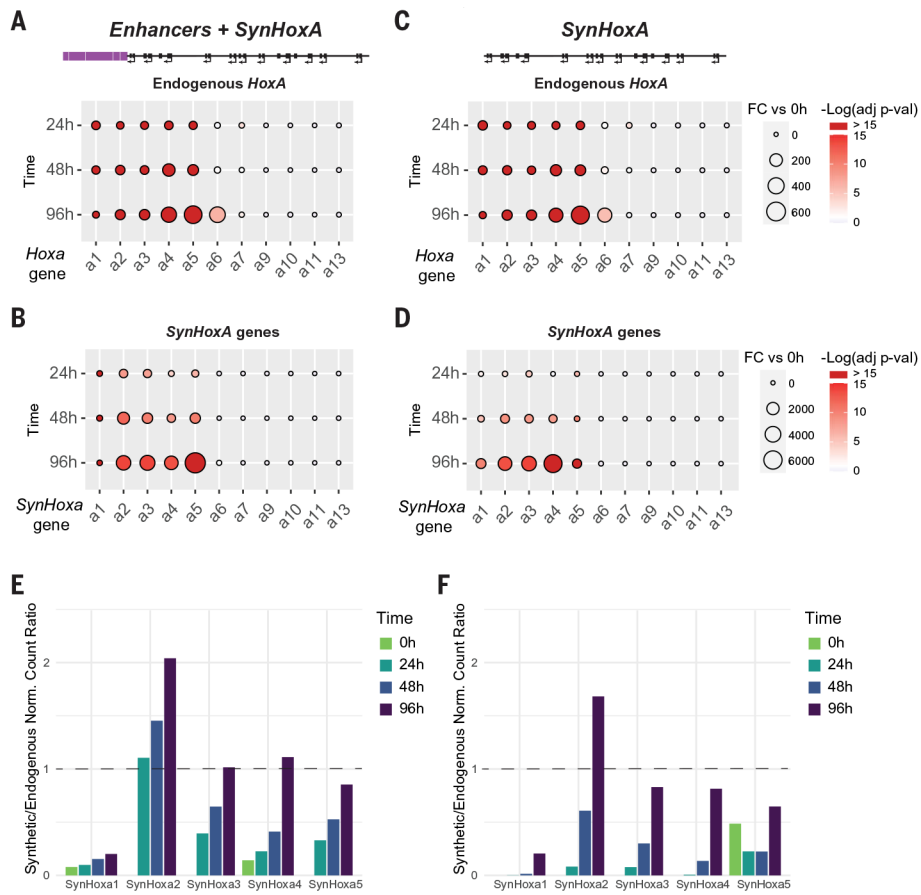 A
Enhancers + SynHoxA
Endogenous HoxA
Time
24h
48h
96h
Hoxa
gene
a1 a2 a3 a4 a5 a6 a7 a9 a10 a11 a13
C
SynHoxA
Endogenous HoxA
Time
24h
48h
96h
Hoxa
gene
a1 a2 a3 a4 a5 a6 a7 a9 a10 a11 a13
FC vs 0h
0
200
400
600
-Log(adj p-val)
> 15
15
10
5
0
B
SynHoxA genes
Time
24h
48h
96h
SynHoxa
gene
a1 a2 a3 a4 a5 a6 a7 a9 a10 a11 a13
D
SynHoxA genes
Time
24h
48h
96h
SynHoxa
gene
a1 a2 a3 a4 a5 a6 a7 a9 a10 a11 a13
FC vs 0h
0
2000
4000
6000
-Log(adj p-val)
> 15
15
10
5
0
E
Synthetic/Endogenous Norm. Count Ratio
2
1
0
SynHoxa1 SynHoxa2 SynHoxa3 SynHoxa4 SynHoxa5
Time
0h
24h
48h
96h
F
Synthetic/Endogenous Norm. Count Ratio
2
1
0
SynHoxa1 SynHoxa2 SynHoxa3 SynHoxa4 SynHoxa5
Time
0h
24h
48h
96h